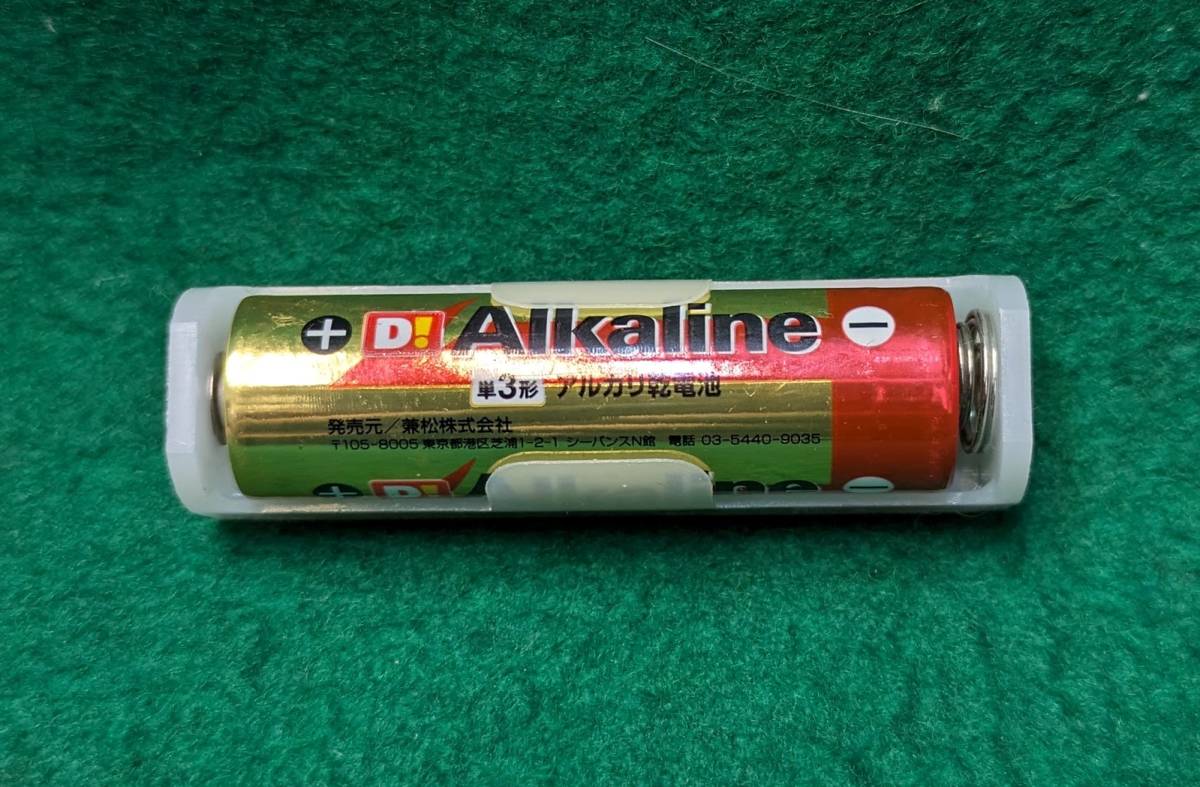 + D! Alkaline −
単3形 アルカリ乾電池
発売元／兼松株式会社
〒105-8005 東京都港区芝浦1-2-1 シーバンスN館 電話 03-5440-9035
+ D! −